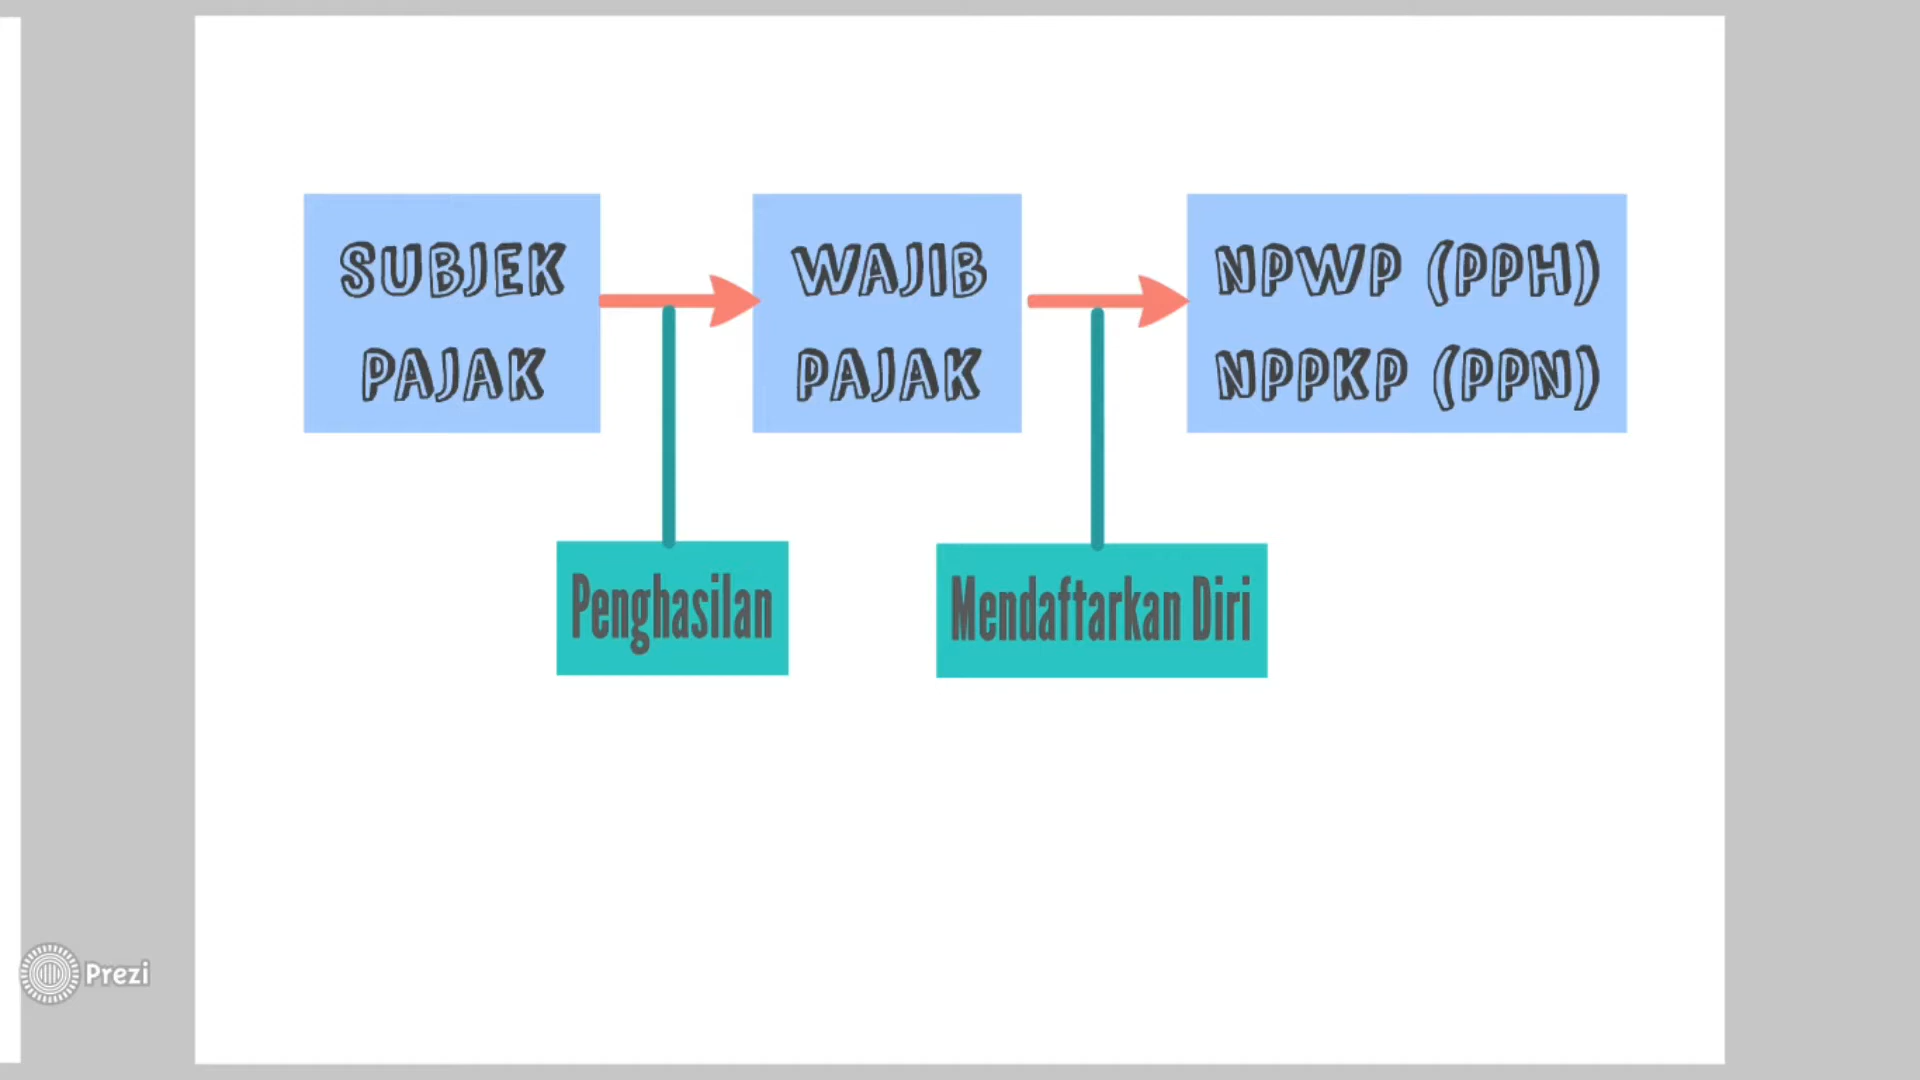 SUBJEK
PAJAK
WAJIB
PAJAK
NPWP (PPH)
NPPKP (PPN)
Penghasilan
Mendaftarkan Diri
Prezi